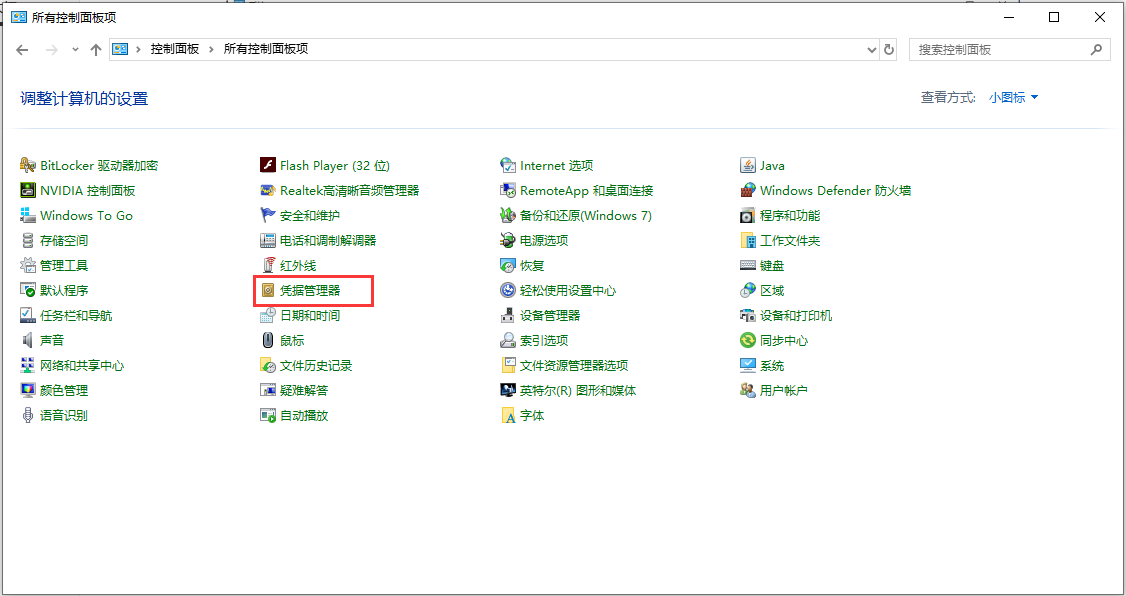 所有控制面板项
控制面板 所有控制面板项 搜索控制面板
调整计算机的设置 查看方式: 小图标
BitLocker 驱动器加密 Flash Player (32 位) Internet 选项 Java
NVIDIA 控制面板 Realtek高清晰音频管理器 RemoteApp 和桌面连接 Windows Defender 防火墙
Windows To Go 安全和维护 备份和还原(Windows 7) 程序和功能
存储空间 电话和调制解调器 电源选项 工作文件夹
管理工具 红外线 恢复 键盘
默认程序 凭据管理器 轻松使用设置中心 区域
任务栏和导航 日期和时间 设备管理器 设备和打印机
声音 鼠标 索引选项 同步中心
网络和共享中心 文件历史记录 文件资源管理器选项 系统
颜色管理 疑难解答 英特尔(R) 图形和媒体 用户帐户
语音识别 自动播放 字体